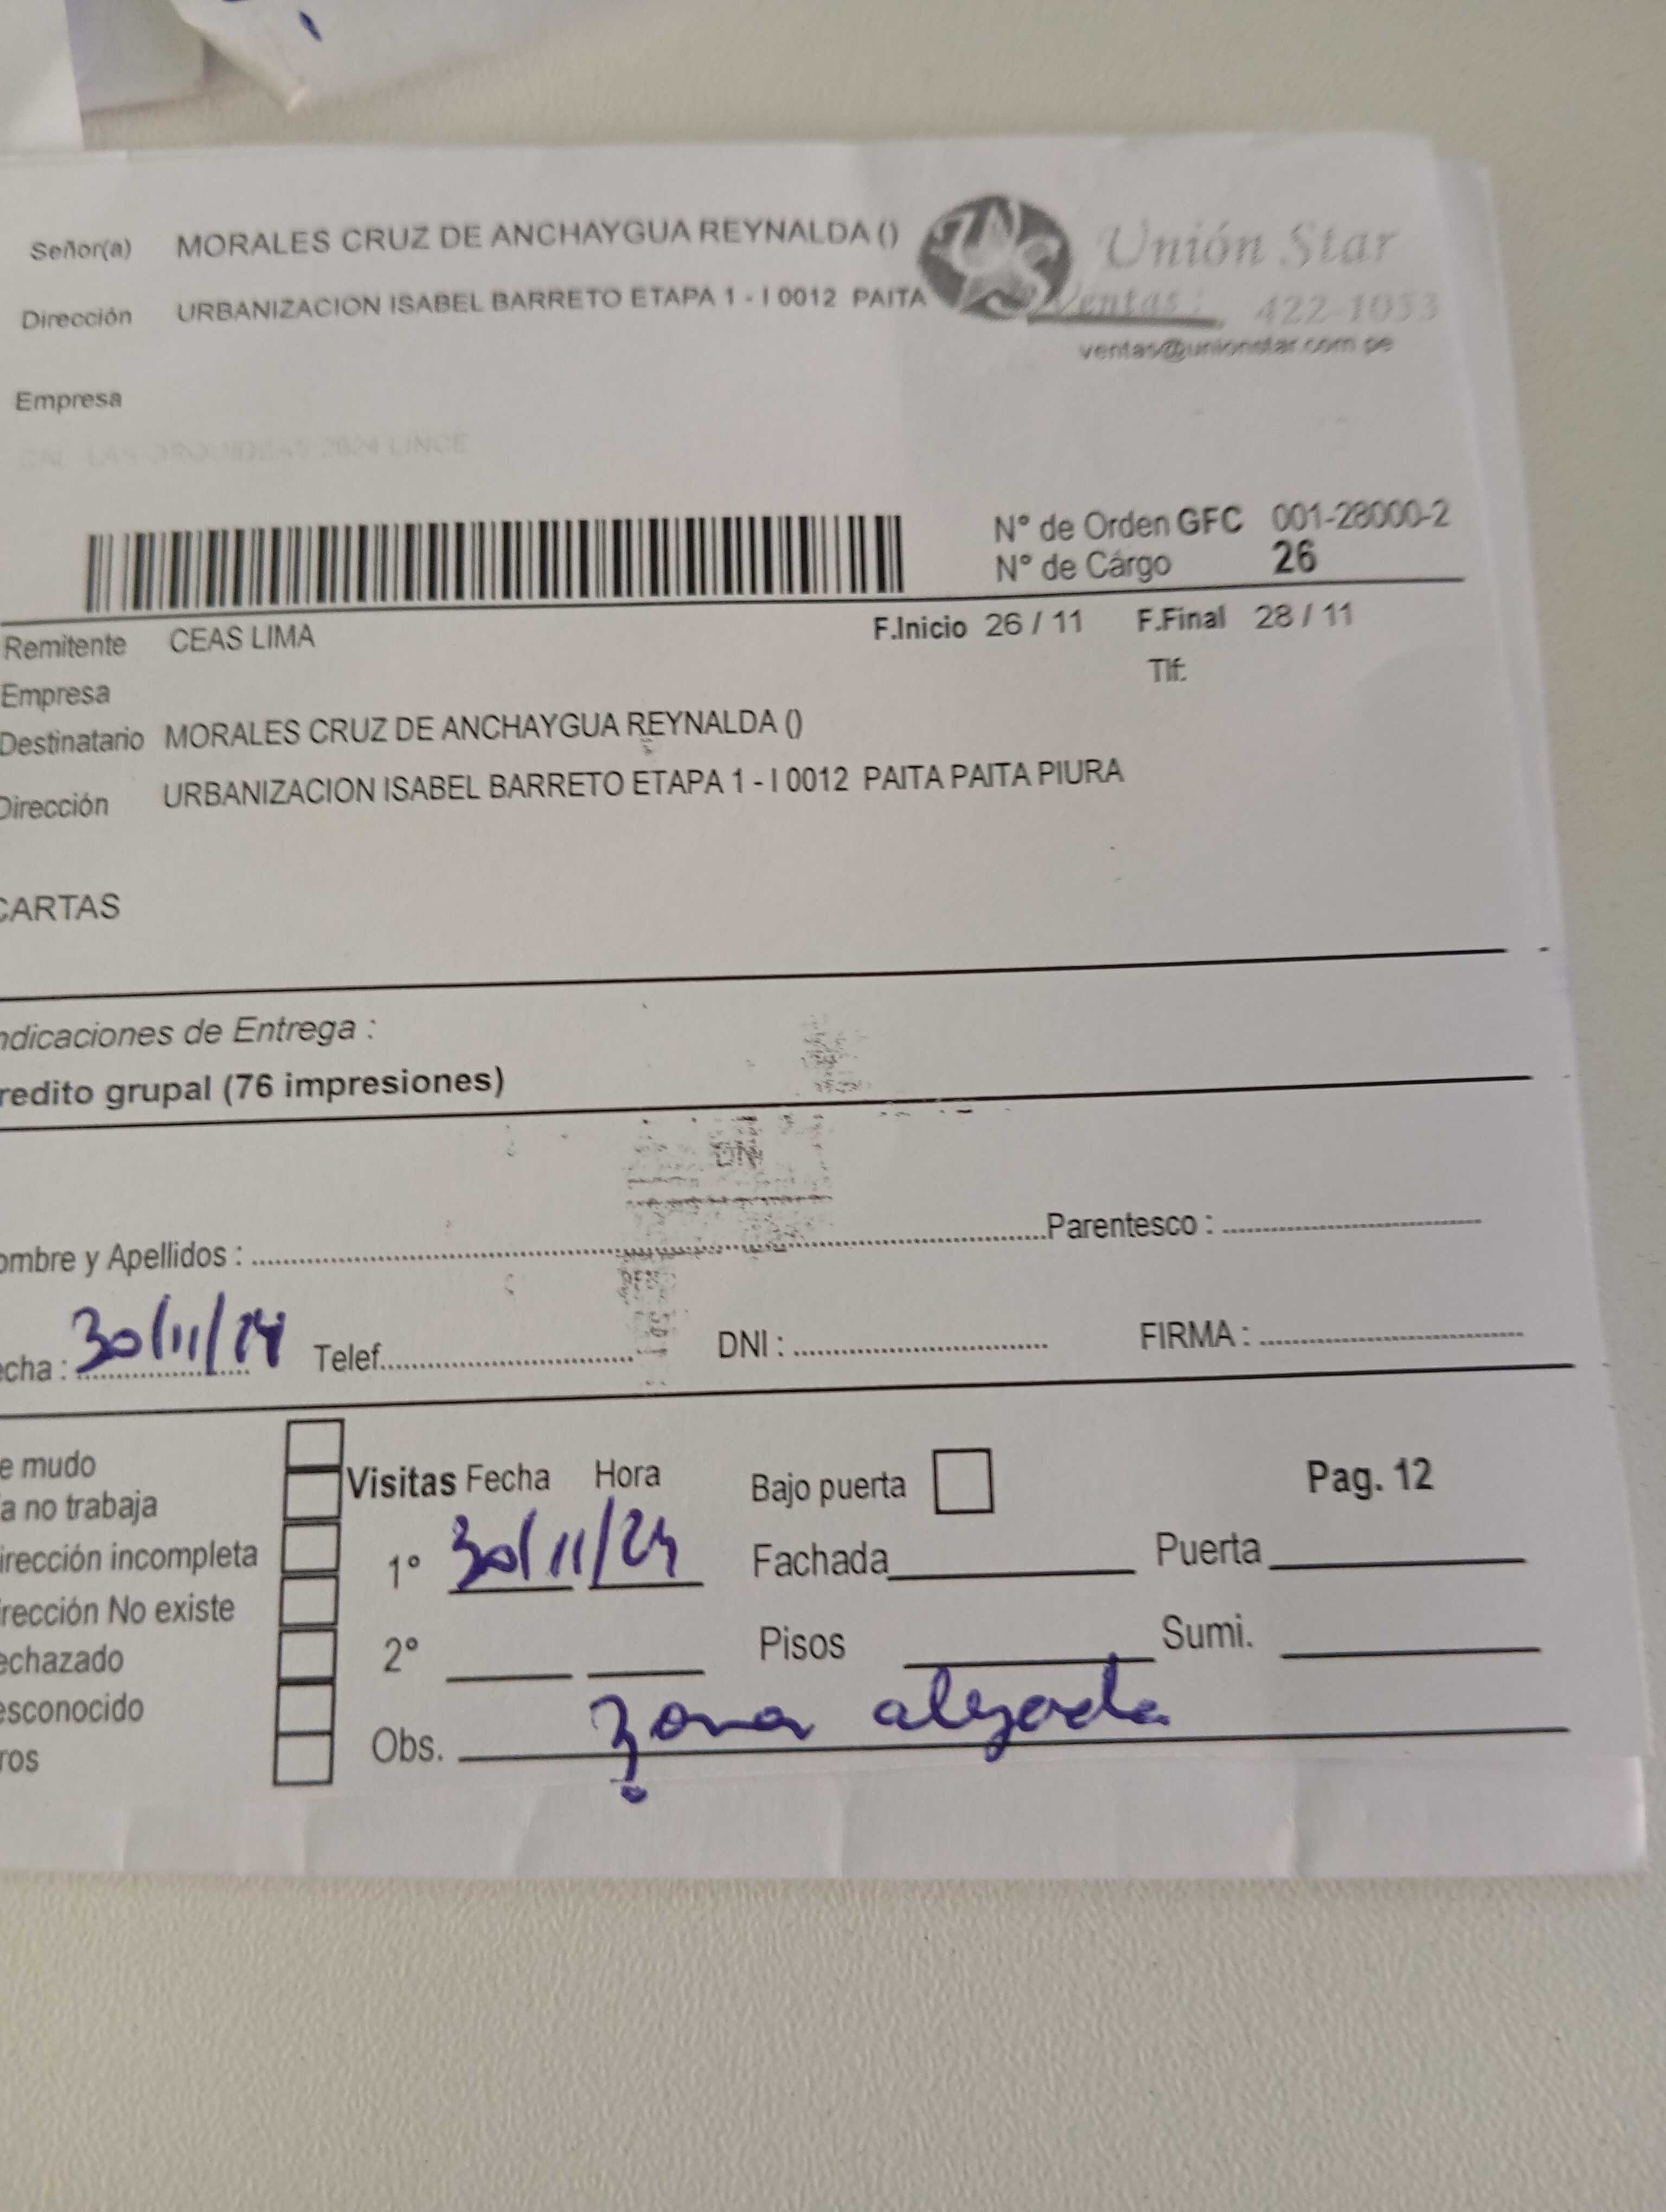 Señor(a) MORALES CRUZ DE ANCHAYGUA REYNALDA ()
Unión Star
Dirección URBANIZACION ISABEL BARRETO ETAPA 1 - I 0012 PAITA
Ventas: 422-1053
ventas@unionstar.com.pe
Empresa
2024 LINCE
N° de Orden GFC 001-28000-2
N° de Cargo 26
Remitente CEAS LIMA F.Inicio 26 / 11 F.Final 28 / 11
Empresa Tlf:
Destinatario MORALES CRUZ DE ANCHAYGUA REYNALDA ()
Dirección URBANIZACION ISABEL BARRETO ETAPA 1 - I 0012 PAITA PAITA PIURA
CARTAS
ndicaciones de Entrega :
redito grupal (76 impresiones)
DNI
ombre y Apellidos : Parentesco :
echa : 30/11/24 Telef. DNI : FIRMA :
e mudo
a no trabaja Visitas Fecha Hora Bajo puerta Pag. 12
irección incompleta 1° 30/11/24 Fachada Puerta
irección No existe
echazado 2° Pisos Sumi.
esconocido
ros Obs. zona alejada